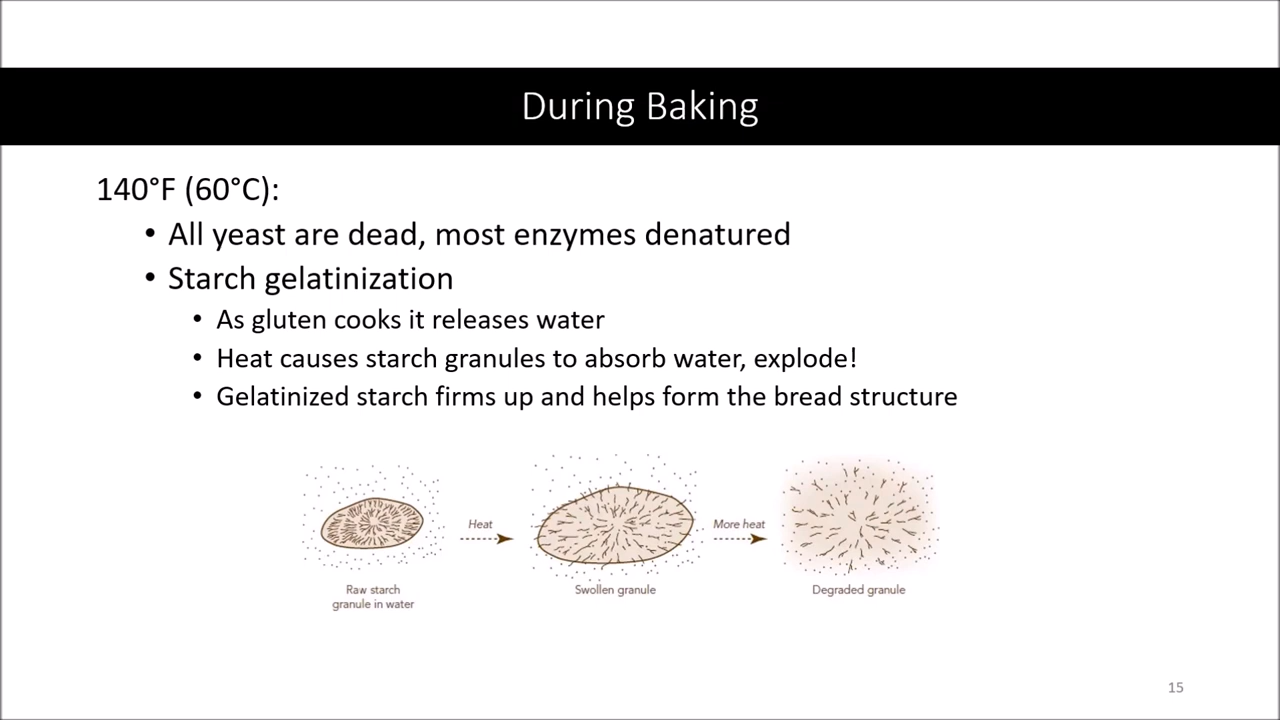 During Baking
140°F (60°C):
• All yeast are dead, most enzymes denatured
• Starch gelatinization
• As gluten cooks it releases water
• Heat causes starch granules to absorb water, explode!
• Gelatinized starch firms up and helps form the bread structure
Heat
More heat
Raw starch
granule in water
Swollen granule
Degraded granule
15